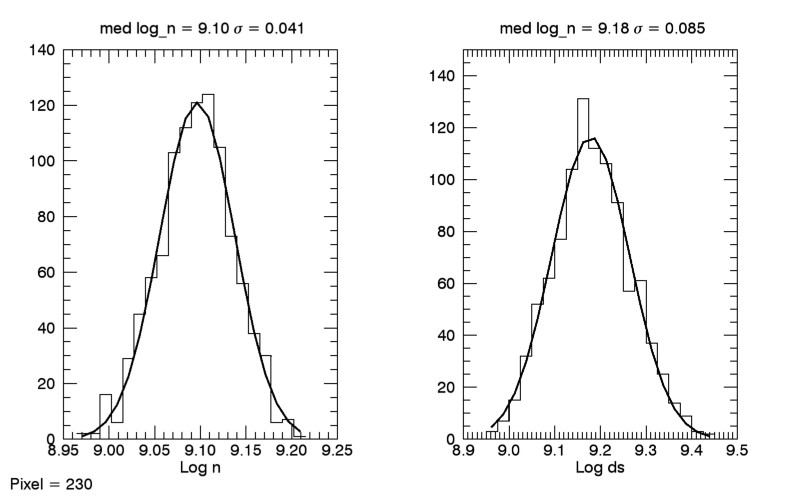 med log_n = 9.10 σ = 0.041
140
120
100
80
60
40
20
0
8.95 9.00 9.05 9.10 9.15 9.20 9.25
Log n
med log_n = 9.18 σ = 0.085
140
120
100
80
60
40
20
0
8.9 9.0 9.1 9.2 9.3 9.4 9.5
Log ds
Pixel = 230